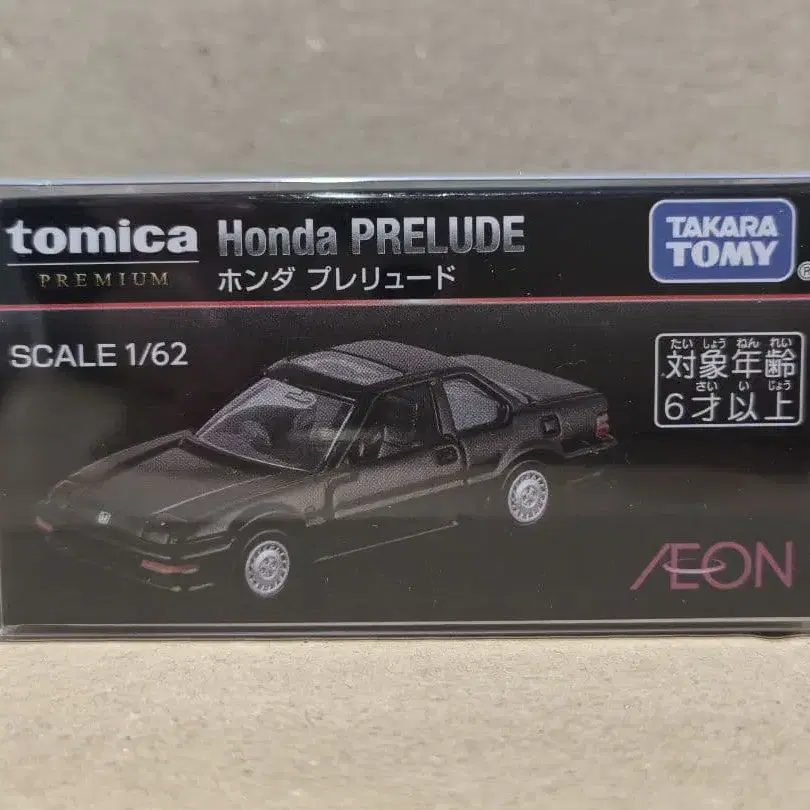 tomica
PREMIUM
Honda PRELUDE
ホンダ プレリュード
TAKARA
TOMY
®
SCALE 1/62
たい しょう ねん れい
対象年齢
さい い じょう
6才以上
ÆON